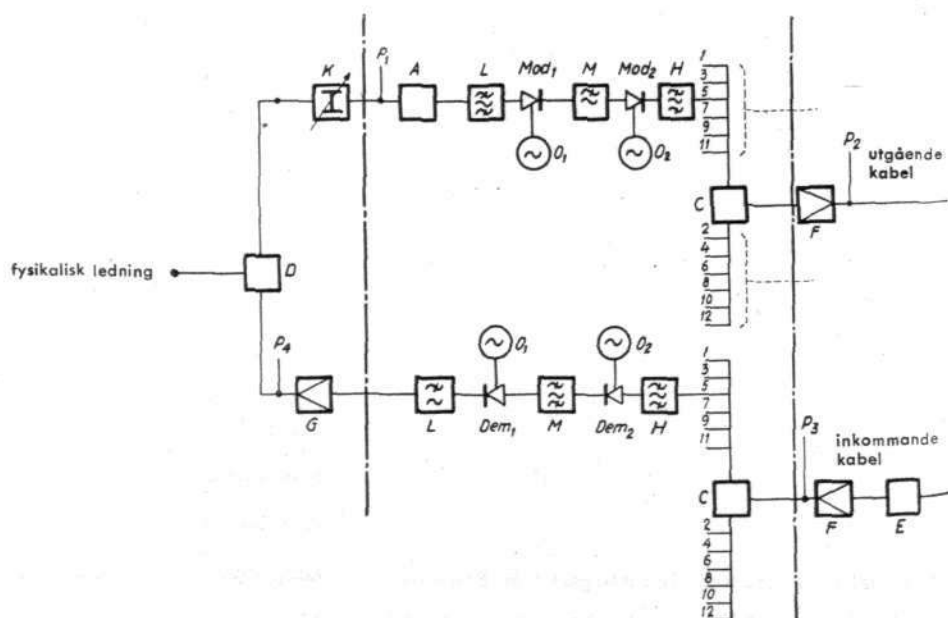 K
P1
A
L
Mod1
M
Mod2
H
O1
O2
1
3
5
7
9
11
C
2
4
6
8
10
12
F
P2
utgående
kabel
fysikalisk ledning
D
P4
G
L
O1
Dem1
M
O2
Dem2
H
1
3
5
7
9
11
C
2
4
6
8
10
12
P3
inkommande
kabel
F
E